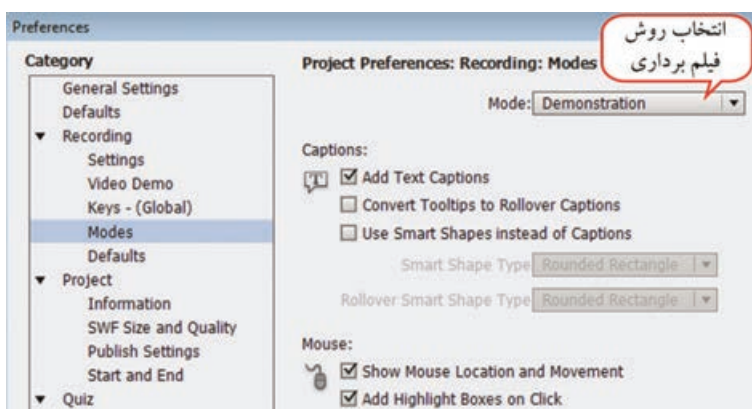 Preferences
انتخاب روش
فیلم برداری
Category
General Settings
Defaults
Recording
Settings
Video Demo
Keys - (Global)
Modes
Defaults
Project
Information
SWF Size and Quality
Publish Settings
Start and End
Quiz
Project Preferences: Recording: Modes
Mode: Demonstration
Captions:
Add Text Captions
Convert Tooltips to Rollover Captions
Use Smart Shapes instead of Captions
Smart Shape Type Rounded Rectangle
Rollover Smart Shape Type Rounded Rectangle
Mouse:
Show Mouse Location and Movement
Add Highlight Boxes on Click